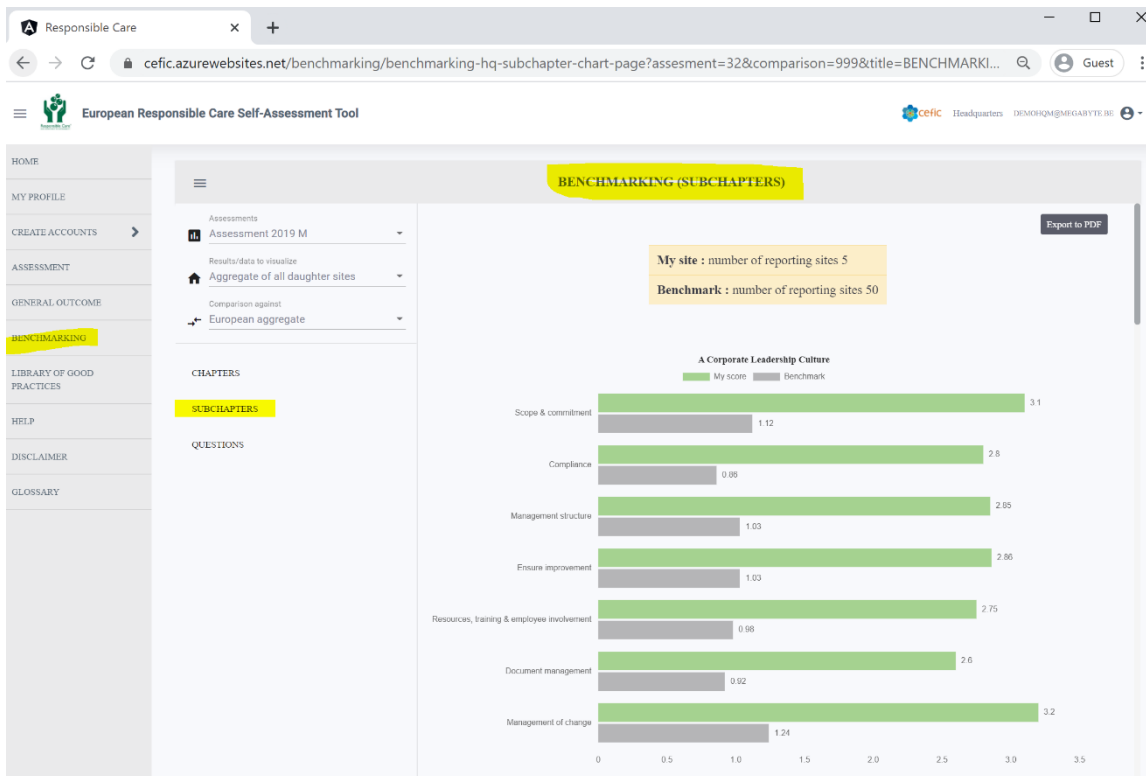 Responsible Care
cefic.azurewebsites.net/benchmarking/benchmarking-hq-subchapter-chart-page?assesment=32&comparison=999&title=BENCHMARKI...
Guest
European Responsible Care Self-Assessment Tool
cefic Headquarters DEMOHQM@MEGABYTE.BE
HOME
MY PROFILE
CREATE ACCOUNTS
ASSESSMENT
GENERAL OUTCOME
BENCHMARKING
LIBRARY OF GOOD
PRACTICES
HELP
DISCLAIMER
GLOSSARY
BENCHMARKING (SUBCHAPTERS)
Assessments
Assessment 2019 M
Results/data to visualize
Aggregate of all daughter sites
Comparison against
European aggregate
CHAPTERS
SUBCHAPTERS
QUESTIONS
Export to PDF
My site : number of reporting sites 5
Benchmark : number of reporting sites 50
A Corporate Leadership Culture
My score Benchmark
Scope & commitment
3.1
1.12
Compliance
2.8
0.86
Management structure
2.85
1.03
Ensure improvement
2.86
1.03
Resources, training & employee involvement
2.75
0.98
Document management
2.6
0.92
Management of change
3.2
1.24
0 0.5 1.0 1.5 2.0 2.5 3.0 3.5